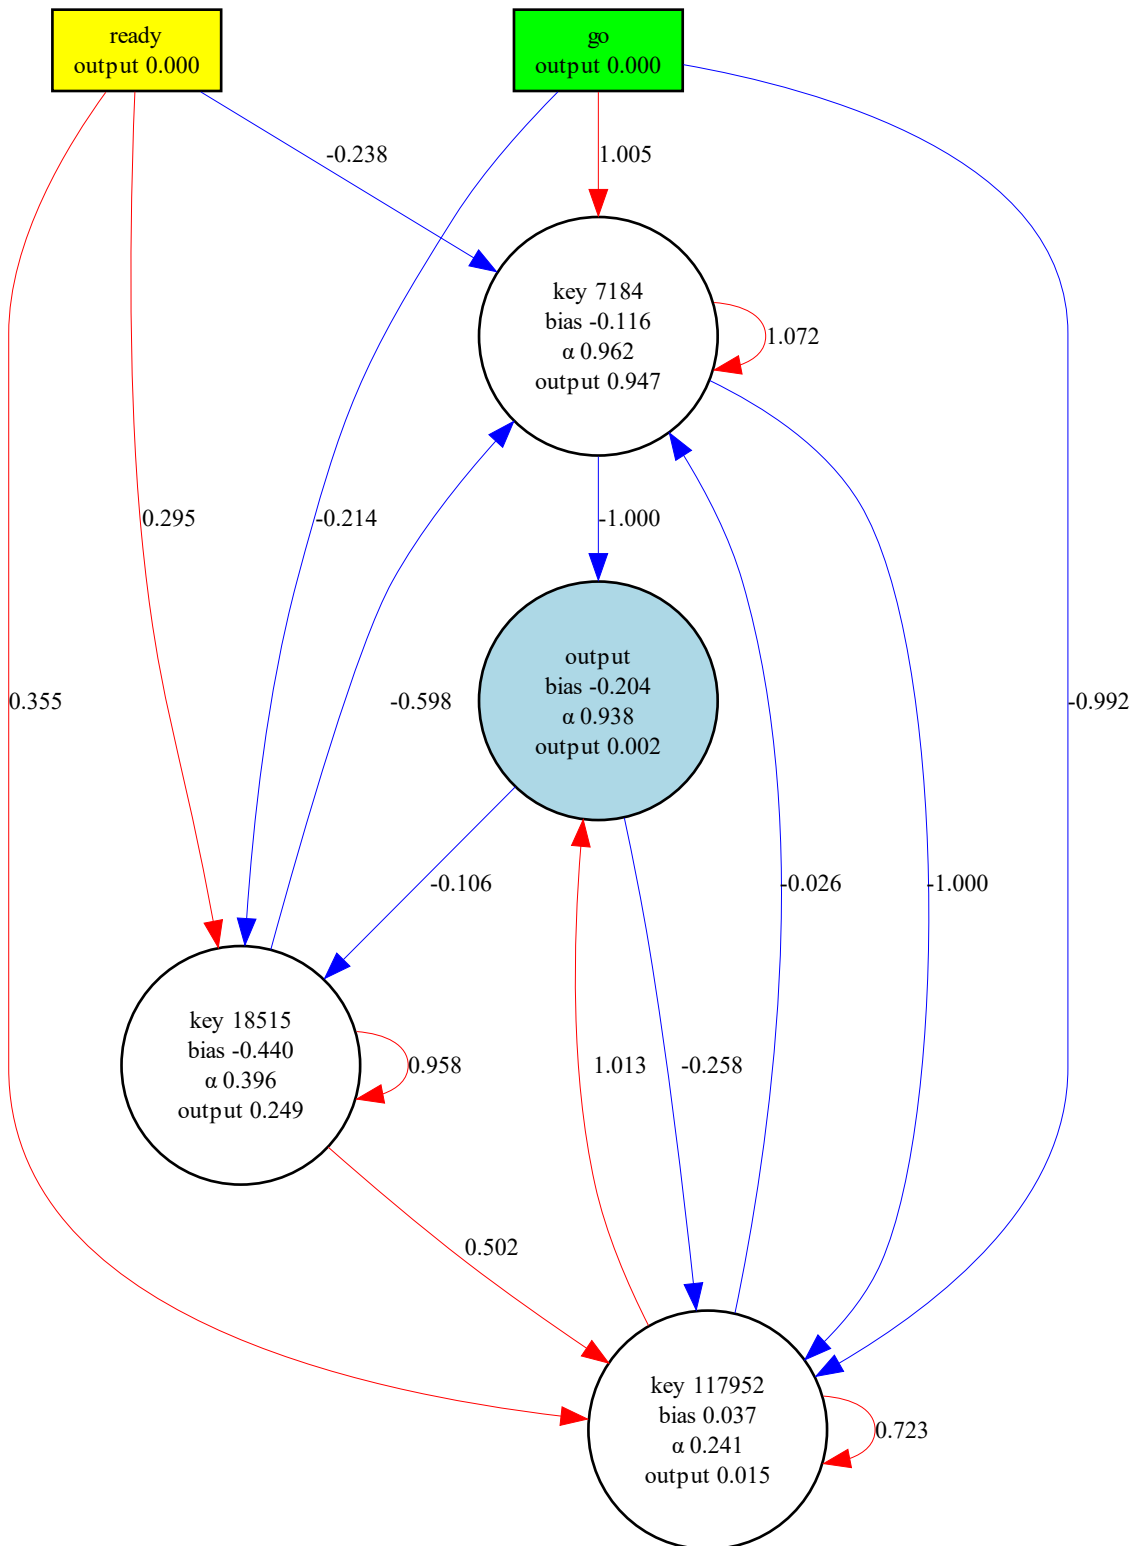 ready
output 0.000
go
output 0.000
-0.238
1.005
key 7184
bias -0.116
α 0.962
output 0.947
1.072
0.295
-0.214
-1.000
0.355
-0.598
output
bias -0.204
α 0.938
output 0.002
-0.992
-0.106
-0.026
-1.000
key 18515
bias -0.440
α 0.396
output 0.249
0.958
1.013
-0.258
0.502
key 117952
bias 0.037
α 0.241
output 0.015
0.723